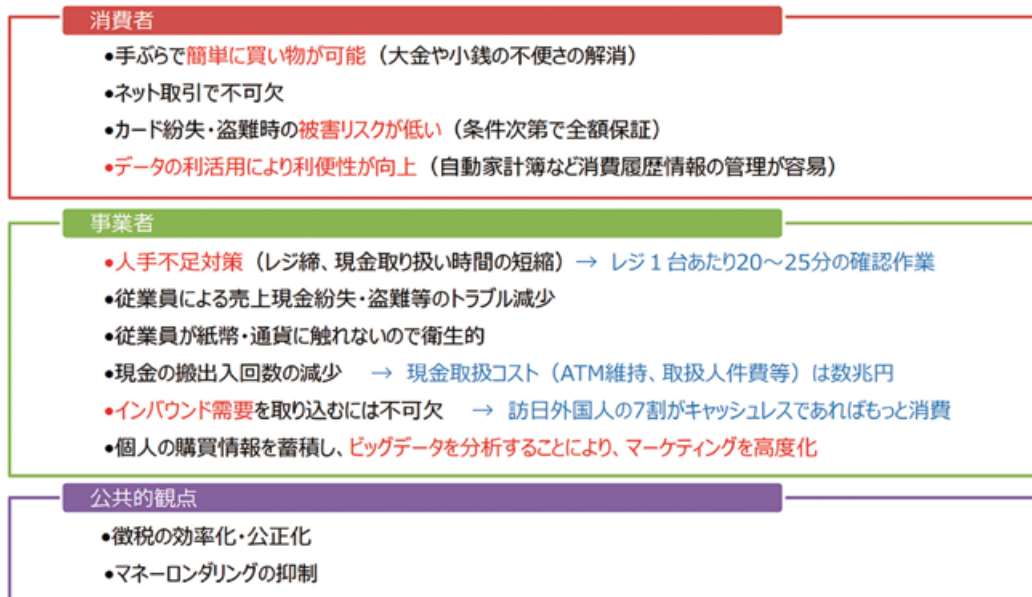 消費者
●手ぶらで簡単に買い物が可能（大金や小銭の不便さの解消）
●ネット取引で不可欠
●カード紛失・盗難時の被害リスクが低い（条件次第で全額保証）
●データの利活用により利便性が向上（自動家計簿など消費履歴情報の管理が容易）
事業者
●人手不足対策（レジ締、現金取り扱い時間の短縮）→ レジ１台あたり20～25分の確認作業
●従業員による売上現金紛失・盗難等のトラブル減少
●従業員が紙幣・通貨に触れないので衛生的
●現金の搬出入回数の減少 → 現金取扱コスト（ATM維持、取扱人件費等）は数兆円
●インバウンド需要を取り込むには不可欠 → 訪日外国人の7割がキャッシュレスであればもっと消費
●個人の購買情報を蓄積し、ビッグデータを分析することにより、マーケティングを高度化
公共的観点
●徴税の効率化・公正化
●マネーロンダリングの抑制